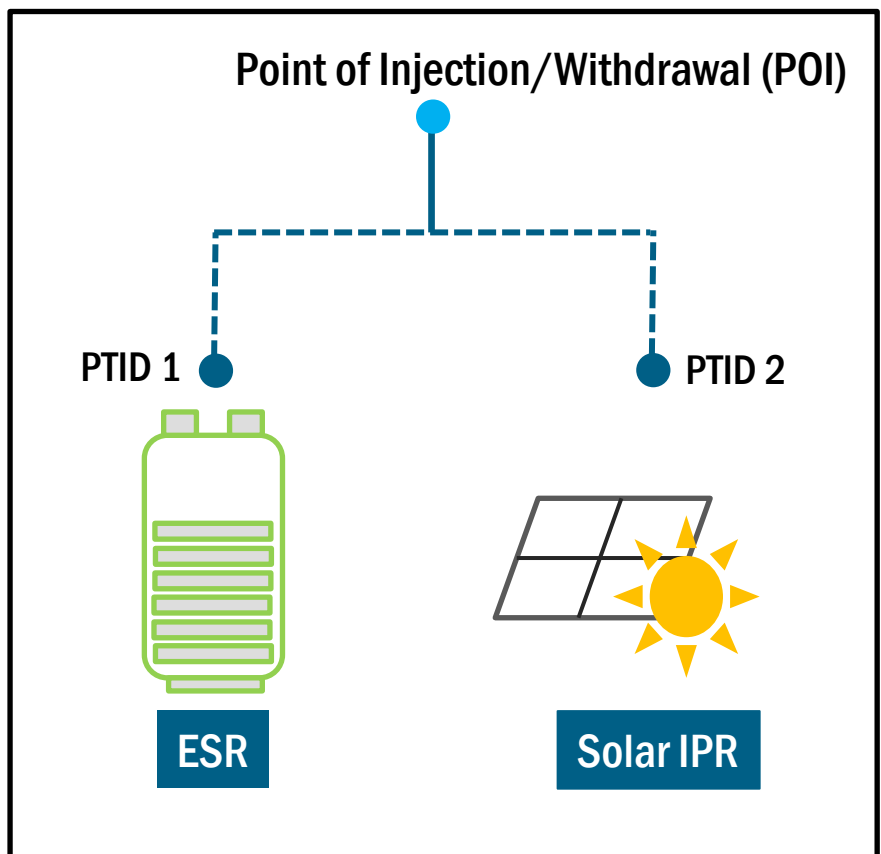 Point of Injection/Withdrawal (POI)
PTID 1
PTID 2
ESR
Solar IPR